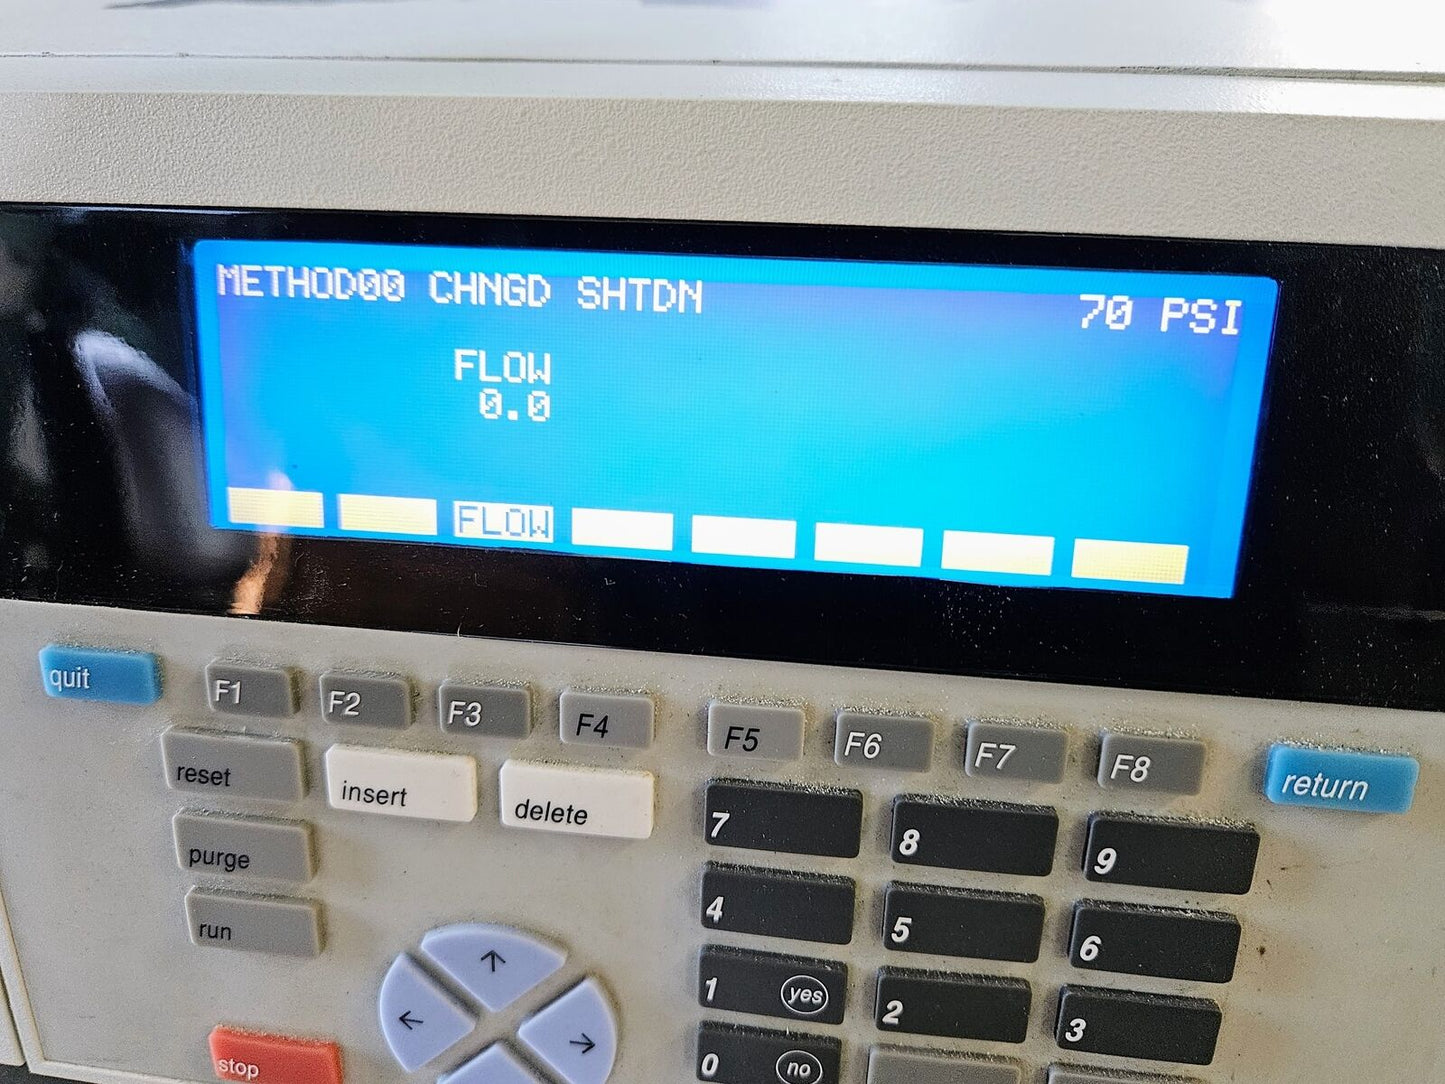 METHOD00 CHNGD SHTDN 70 PSI
FLOW
0.0
FLOW
quit F1 F2 F3 F4 F5 F6 F7 F8 return
reset insert delete 7 8 9
purge 4 5 6
run 1 yes 2 3
↑
← →
stop 0 no